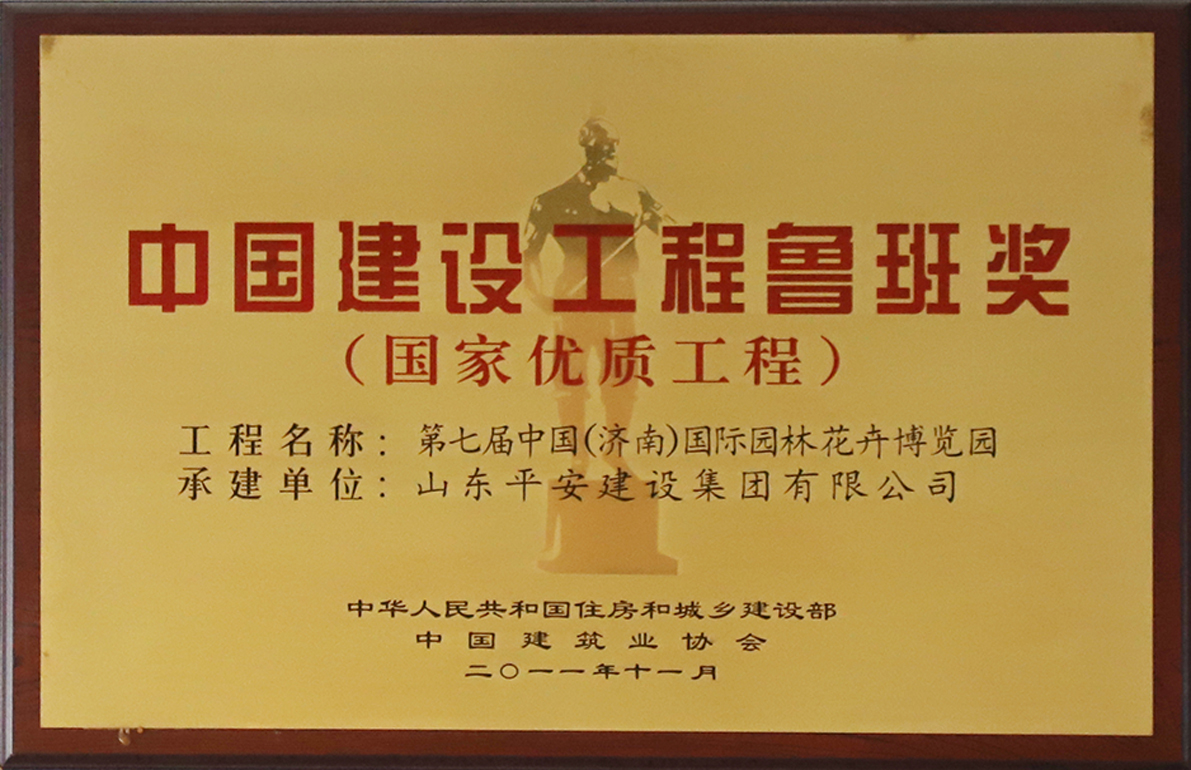 中国建设工程鲁班奖
（国家优质工程）
工程名称：第七届中国(济南)国际园林花卉博览园
承建单位：山东平安建设集团有限公司
中华人民共和国住房和城乡建设部
中国建筑业协会
二〇一一年十一月